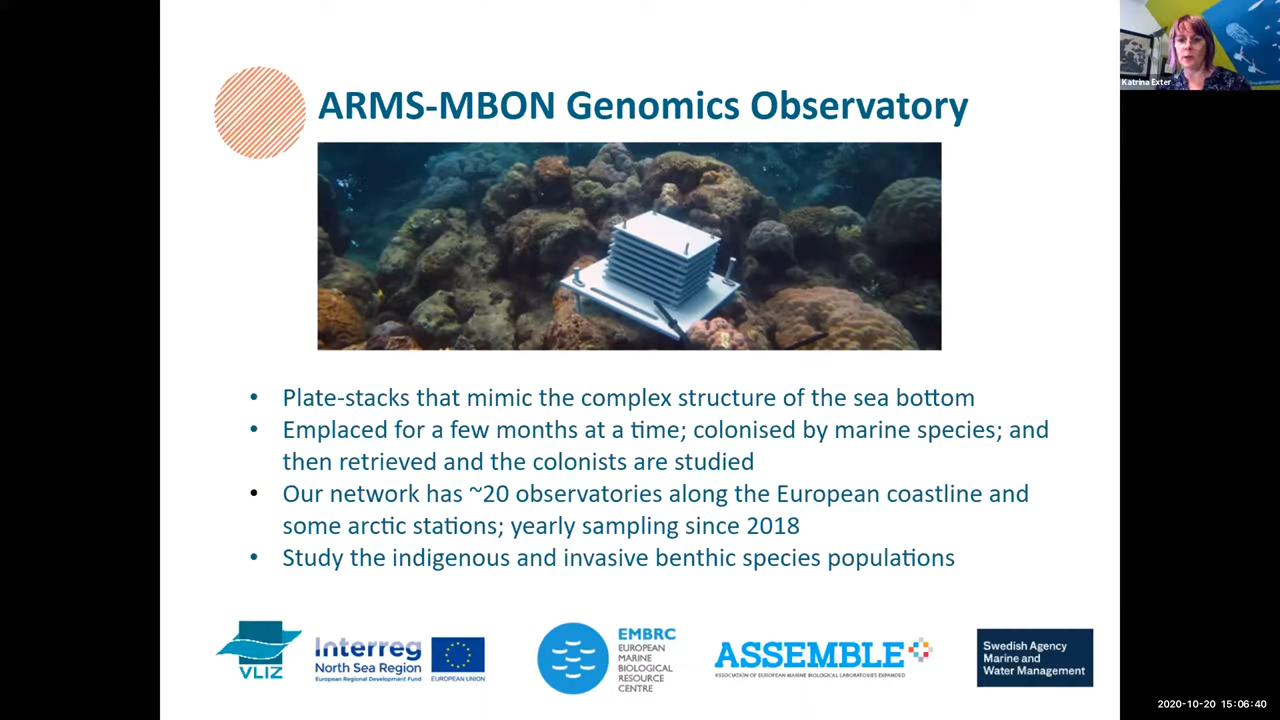 Katrina Exter
ARMS-MBON Genomics Observatory
• Plate-stacks that mimic the complex structure of the sea bottom
• Emplaced for a few months at a time; colonised by marine species; and
then retrieved and the colonists are studied
• Our network has ~20 observatories along the European coastline and
some arctic stations; yearly sampling since 2018
• Study the indigenous and invasive benthic species populations
VLIZ
Interreg
North Sea Region
European Regional Development Fund
EUROPEAN UNION
EMBRC
EUROPEAN
MARINE
BIOLOGICAL
RESOURCE
CENTRE
ASSEMBLE
ASSOCIATION OF EUROPEAN MARINE BIOLOGICAL LABORATORIES EXPANDED
Swedish Agency
Marine and
Water Management
2020-10-20 15:06:40